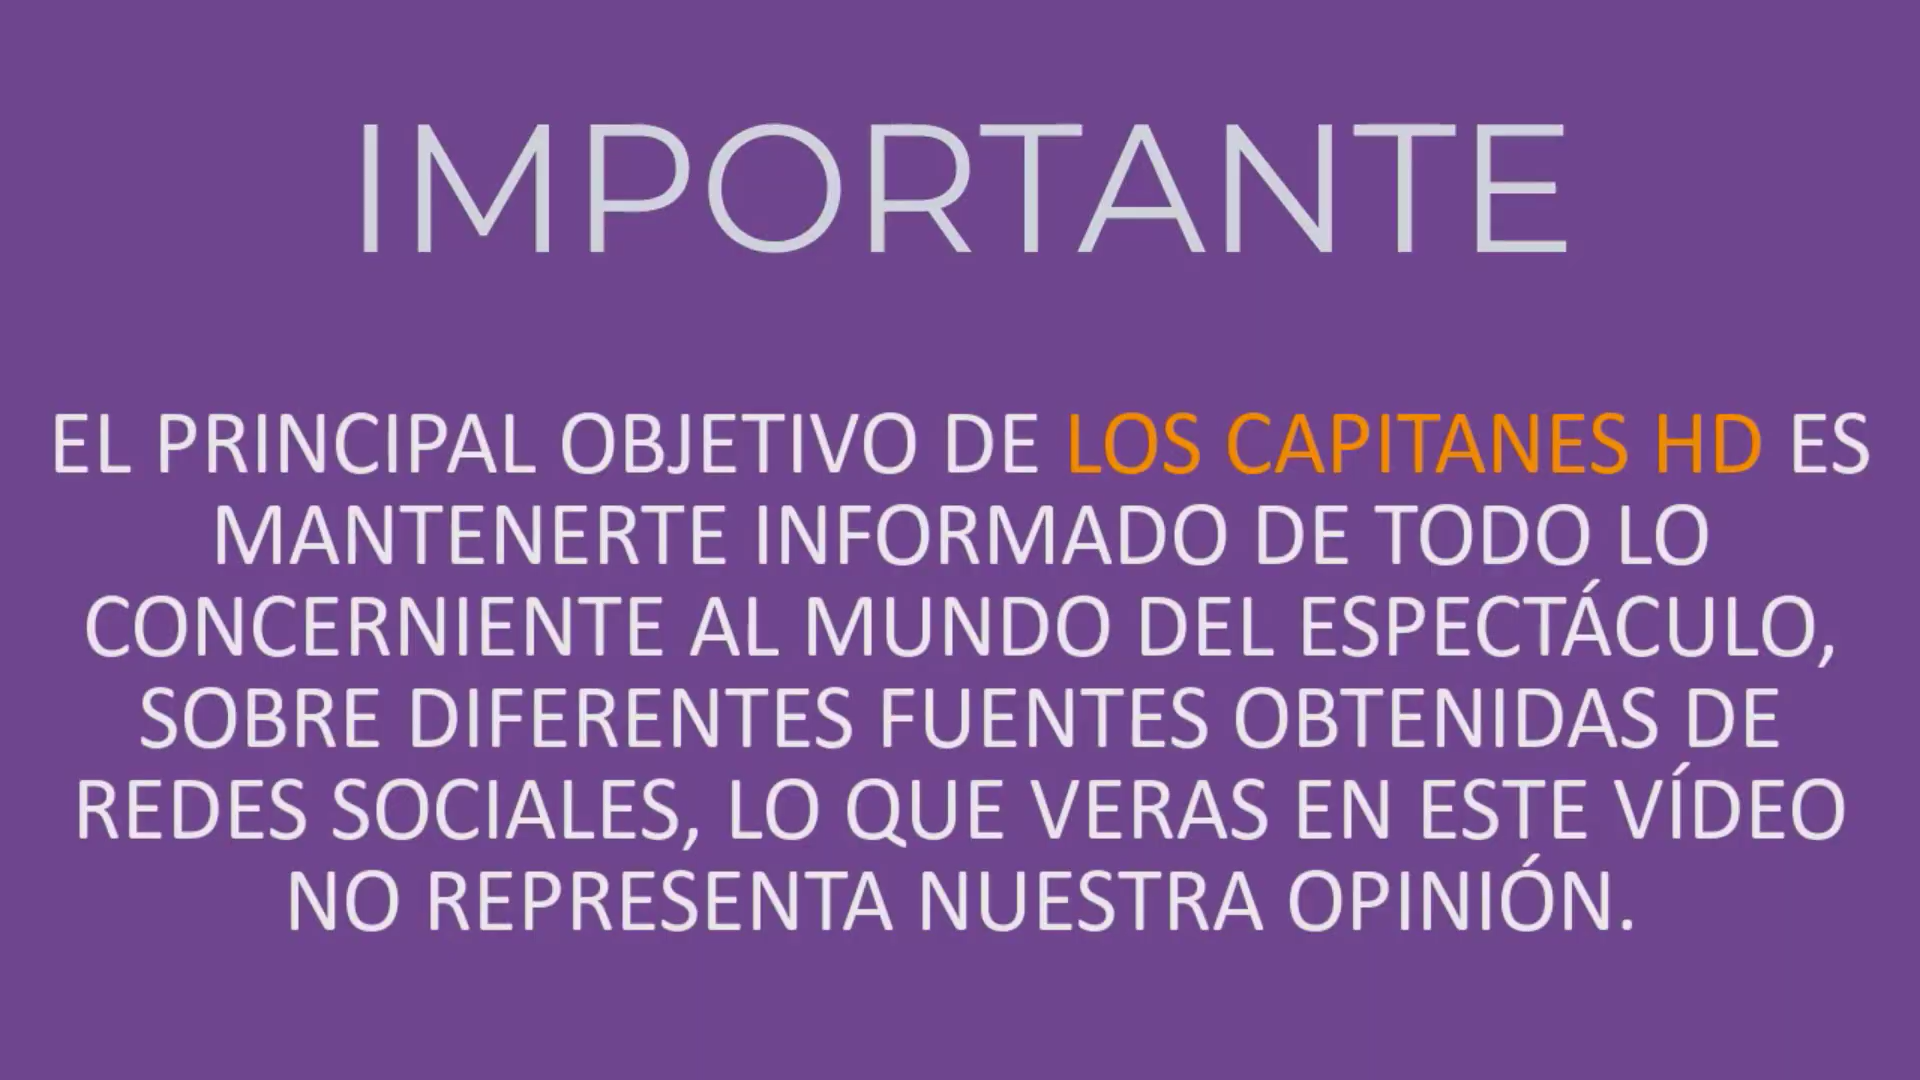 IMPORTANTE
EL PRINCIPAL OBJETIVO DE LOS CAPITANES HD ES
MANTENERTE INFORMADO DE TODO LO
CONCERNIENTE AL MUNDO DEL ESPECTÁCULO,
SOBRE DIFERENTES FUENTES OBTENIDAS DE
REDES SOCIALES, LO QUE VERAS EN ESTE VÍDEO
NO REPRESENTA NUESTRA OPINIÓN.